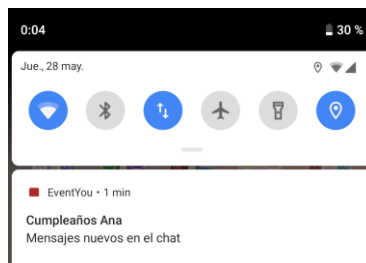 0:04
30 %
Jue., 28 may.
EventYou • 1 min
Cumpleaños Ana
Mensajes nuevos en el chat